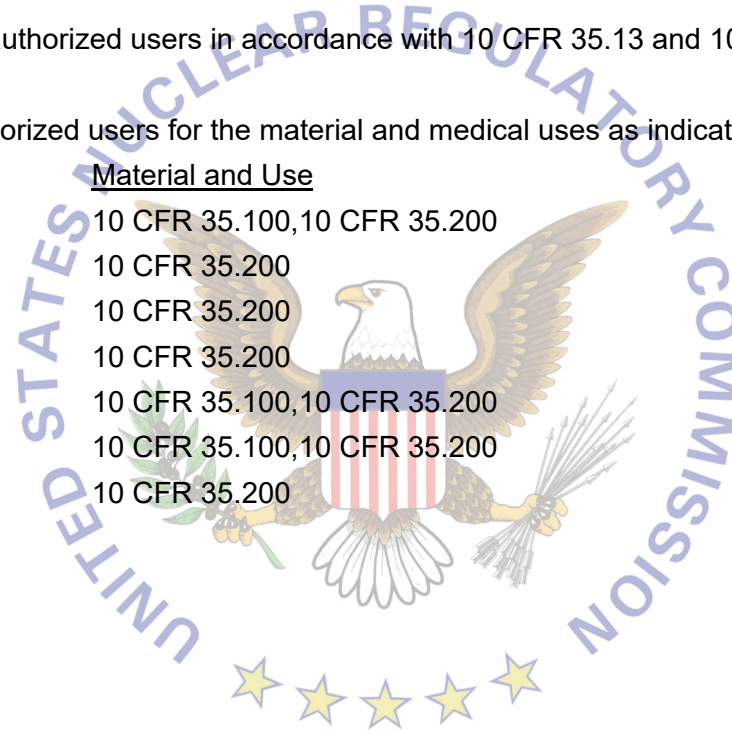 authorized users in accordance with 10 CFR 35.13 and 10
orized users for the material and medical uses as indicat
Material and Use
10 CFR 35.100,10 CFR 35.200
10 CFR 35.200
10 CFR 35.200
10 CFR 35.200
10 CFR 35.100,10 CFR 35.200
10 CFR 35.100,10 CFR 35.200
10 CFR 35.200
UNITED STATES NUCLEAR REGULATORY COMMISSION